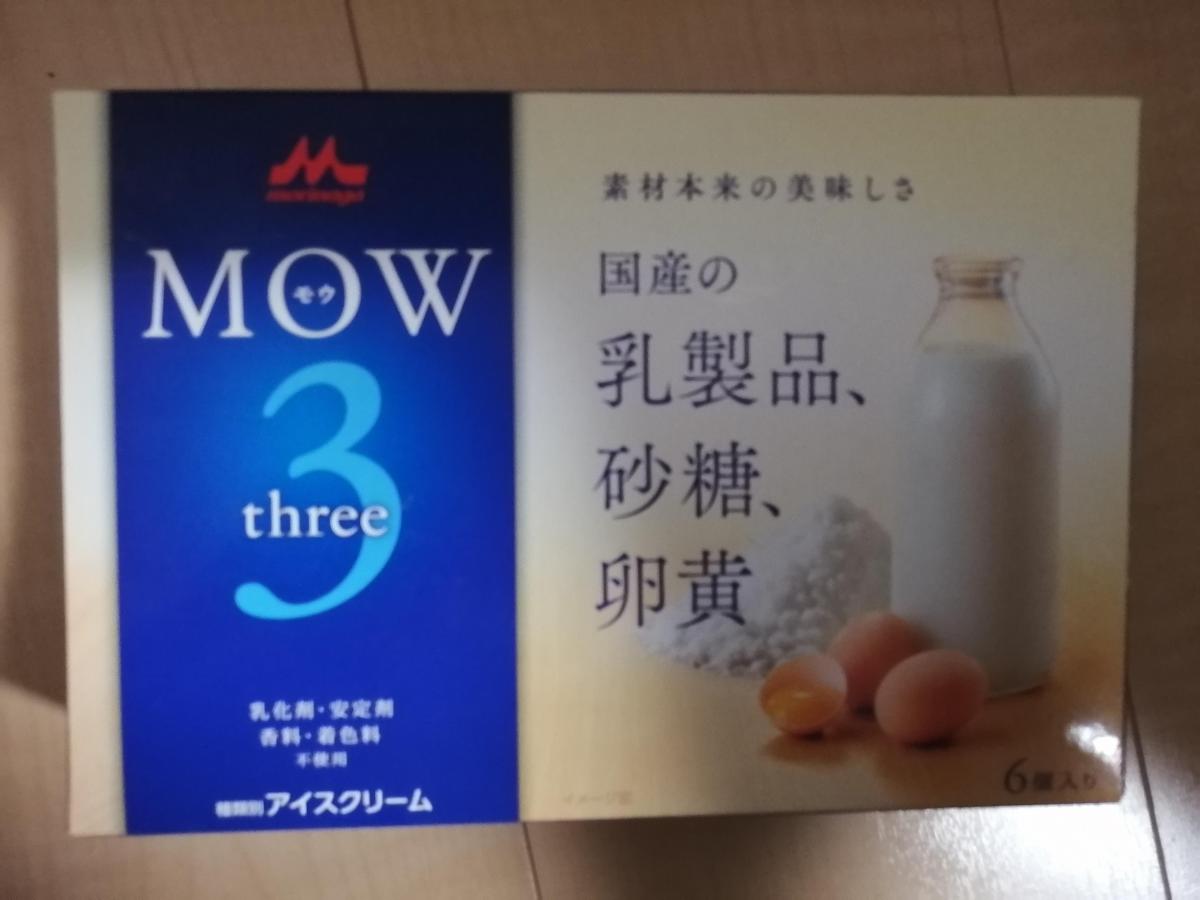 morinaga
MOW
モウ
3
three
乳化剤・安定剤
香料・着色料
不使用
種類別 アイスクリーム
素材本来の美味しさ
国産の
乳製品、
砂糖、
卵黄
6個入り
イメージ図